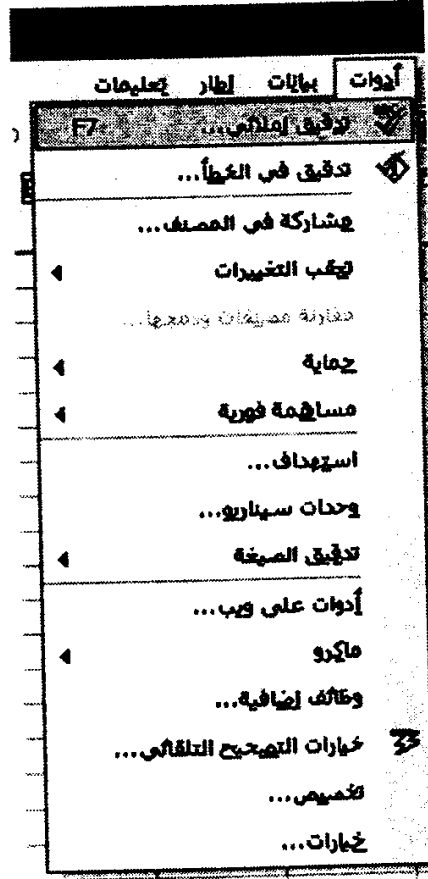 أدوات بيانات إطار تعليمات
تدقيق إملائي... F7
تدقيق في الخطأ...
مشاركة في المصنف...
تعقب التغييرات
مقارنة مصنفات ودمجها...
حماية
مساهمة فورية
استهداف...
وحدات سيناريو...
تدقيق الصيغة
أدوات على ويب...
ماكرو
وظائف إضافية...
خيارات التصحيح التلقائي...
تخصيص...
خيارات...